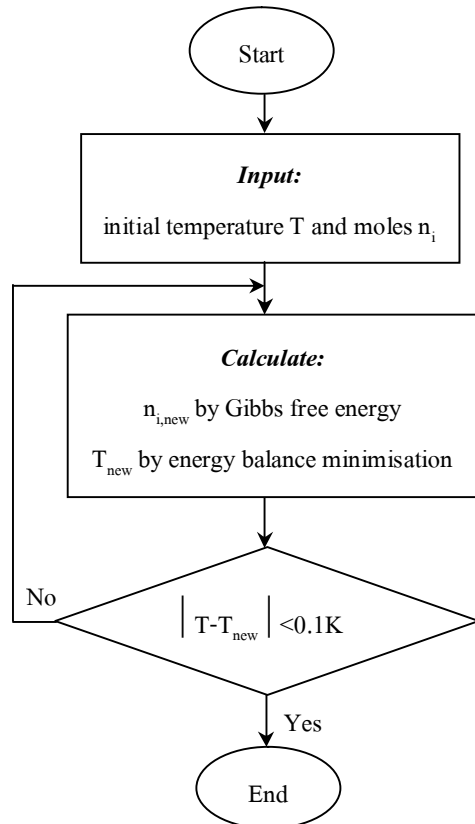 Start
Input:
initial temperature T and moles n_i
Calculate:
n_i,new by Gibbs free energy
T_new by energy balance minimisation
No
| T-T_new | <0.1K
Yes
End